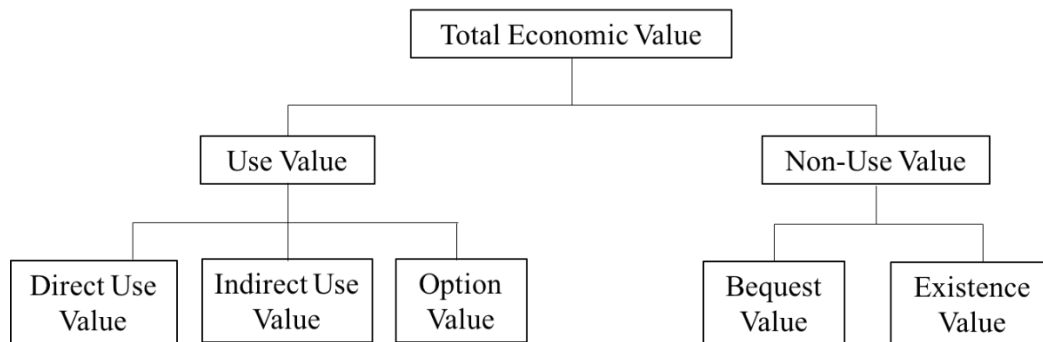 Total Economic Value
Use Value
Non-Use Value
Direct Use
Value
Indirect Use
Value
Option
Value
Bequest
Value
Existence
Value